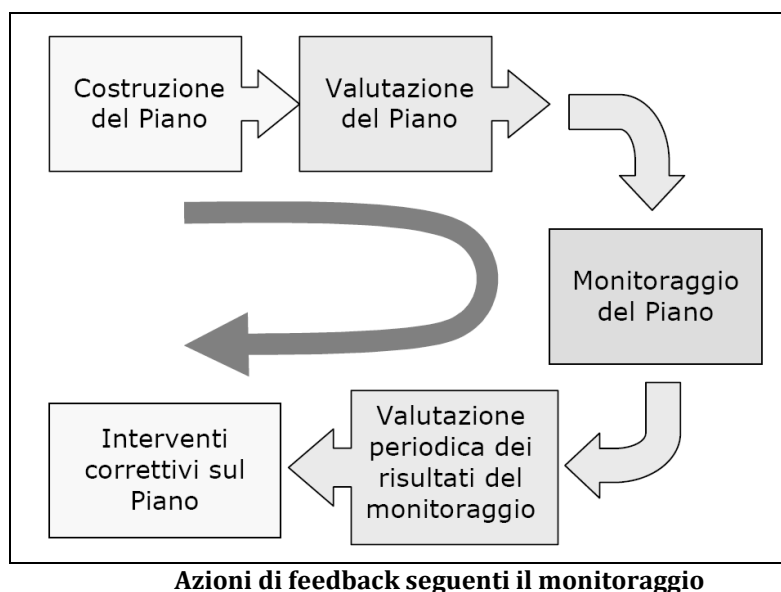 Costruzione
del Piano
Valutazione
del Piano
Monitoraggio
del Piano
Valutazione
periodica dei
risultati del
monitoraggio
Interventi
correttivi sul
Piano
Azioni di feedback seguenti il monitoraggio